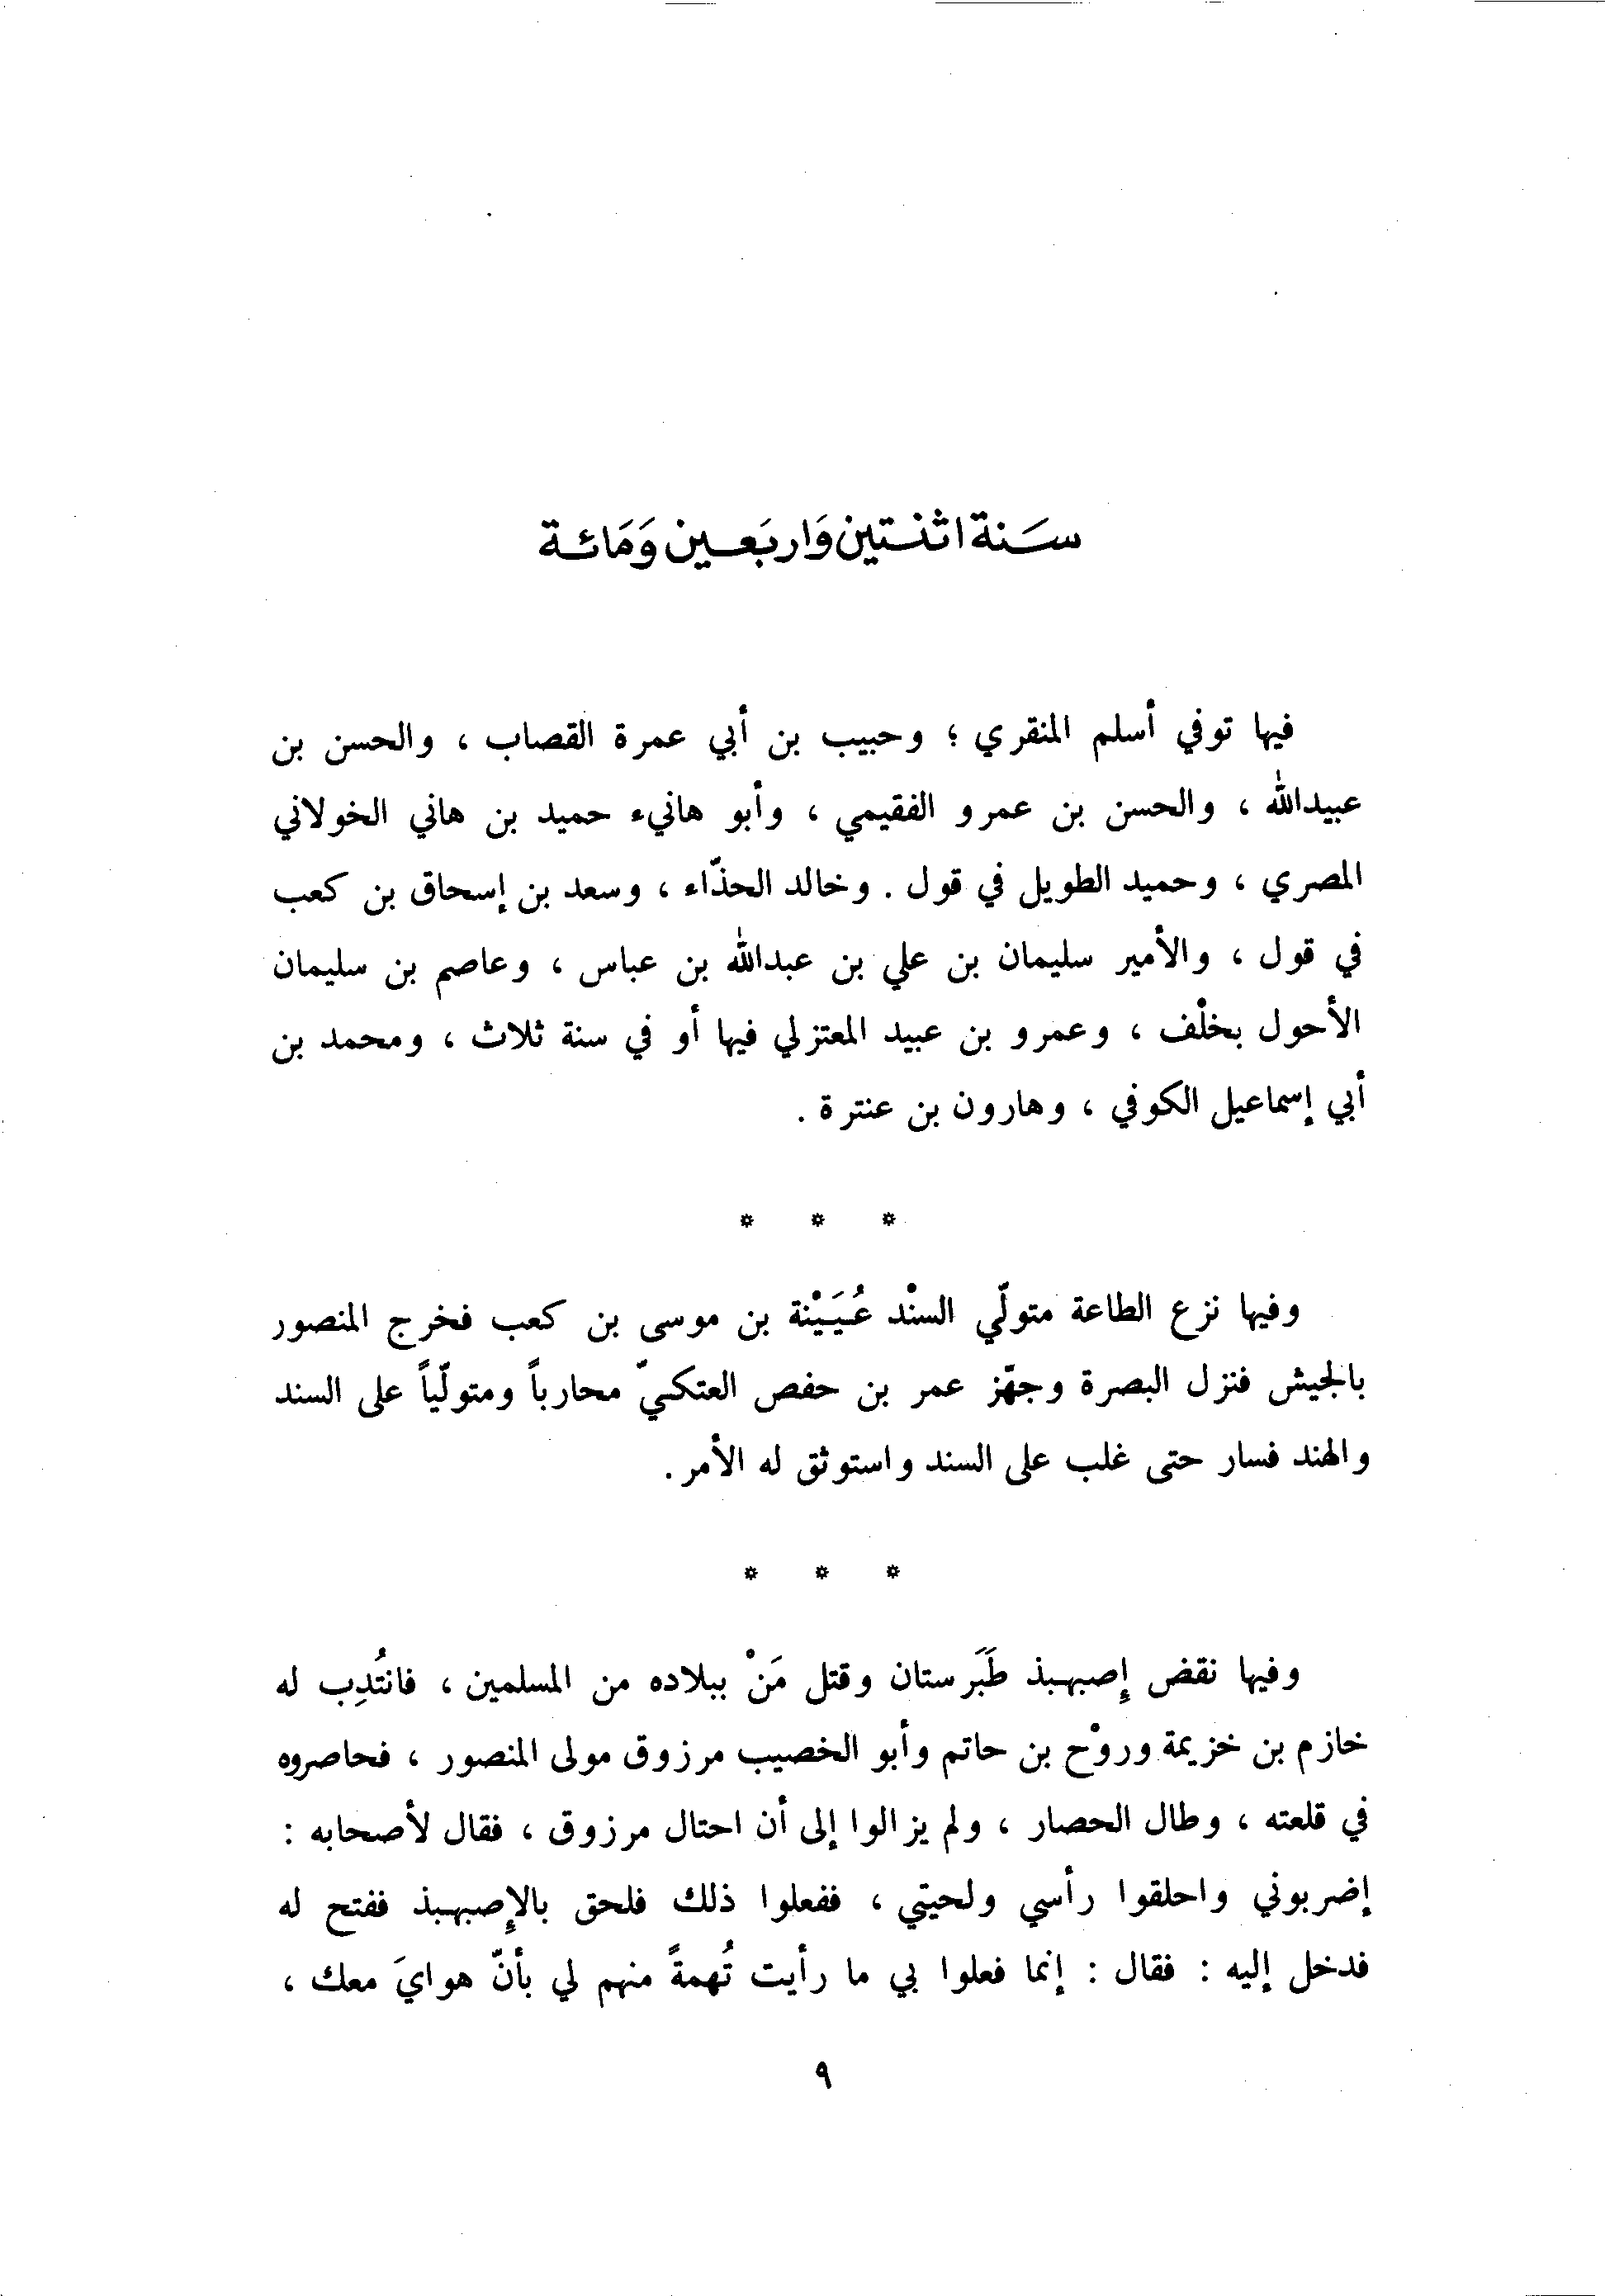 سَنة اثنتين وَاربَعين وَمَائة
فيها توفي أسلم المنقري ؛ وحبيب بن أبي عمرة القصاب ، والحسن بن
عبيدالله ، والحسن بن عمرو الفقيمي ، وأبو هانيء حميد بن هاني الخولاني
المصري ، وحميد الطويل في قول . وخالد الحذّاء ، وسعد بن إسحاق بن كعب
في قول ، والأمير سليمان بن علي بن عبدالله بن عباس ، وعاصم بن سليمان
الأحول بخلْف ، وعمرو بن عبيد المعتزلي فيها أو في سنة ثلاث ، ومحمد بن
أبي إسماعيل الكوفي ، وهارون بن عنترة .
* * *
وفيها نزع الطاعة متولّي السنْد عُيَيْنة بن موسى بن كعب فخرج المنصور
بالجيش فنزل البصرة وجهّز عمر بن حفص العتكيّ محارباً ومتولّياً على السند
والهند فسار حتى غلب على السند واستوثق له الأمر .
* * *
وفيها نقض إصبهبذ طَبَرستان وقتل مَنْ ببلاده من المسلمين ، فانتُدِب له
خازم بن خزيمة وروْح بن حاتم وأبو الخصيب مرزوق مولى المنصور ، فحاصروه
في قلعته ، وطال الحصار ، ولم يزالوا إلى أن احتال مرزوق ، فقال لأصحابه :
إضربوني واحلقوا رأسي ولحيتي ، ففعلوا ذلك فلحق بالإصبهبذ ففتح له
فدخل إليه : فقال : إنما فعلوا بي ما رأيت تُهمةً منهم لي بأنّ هوايَ معك ،
٩